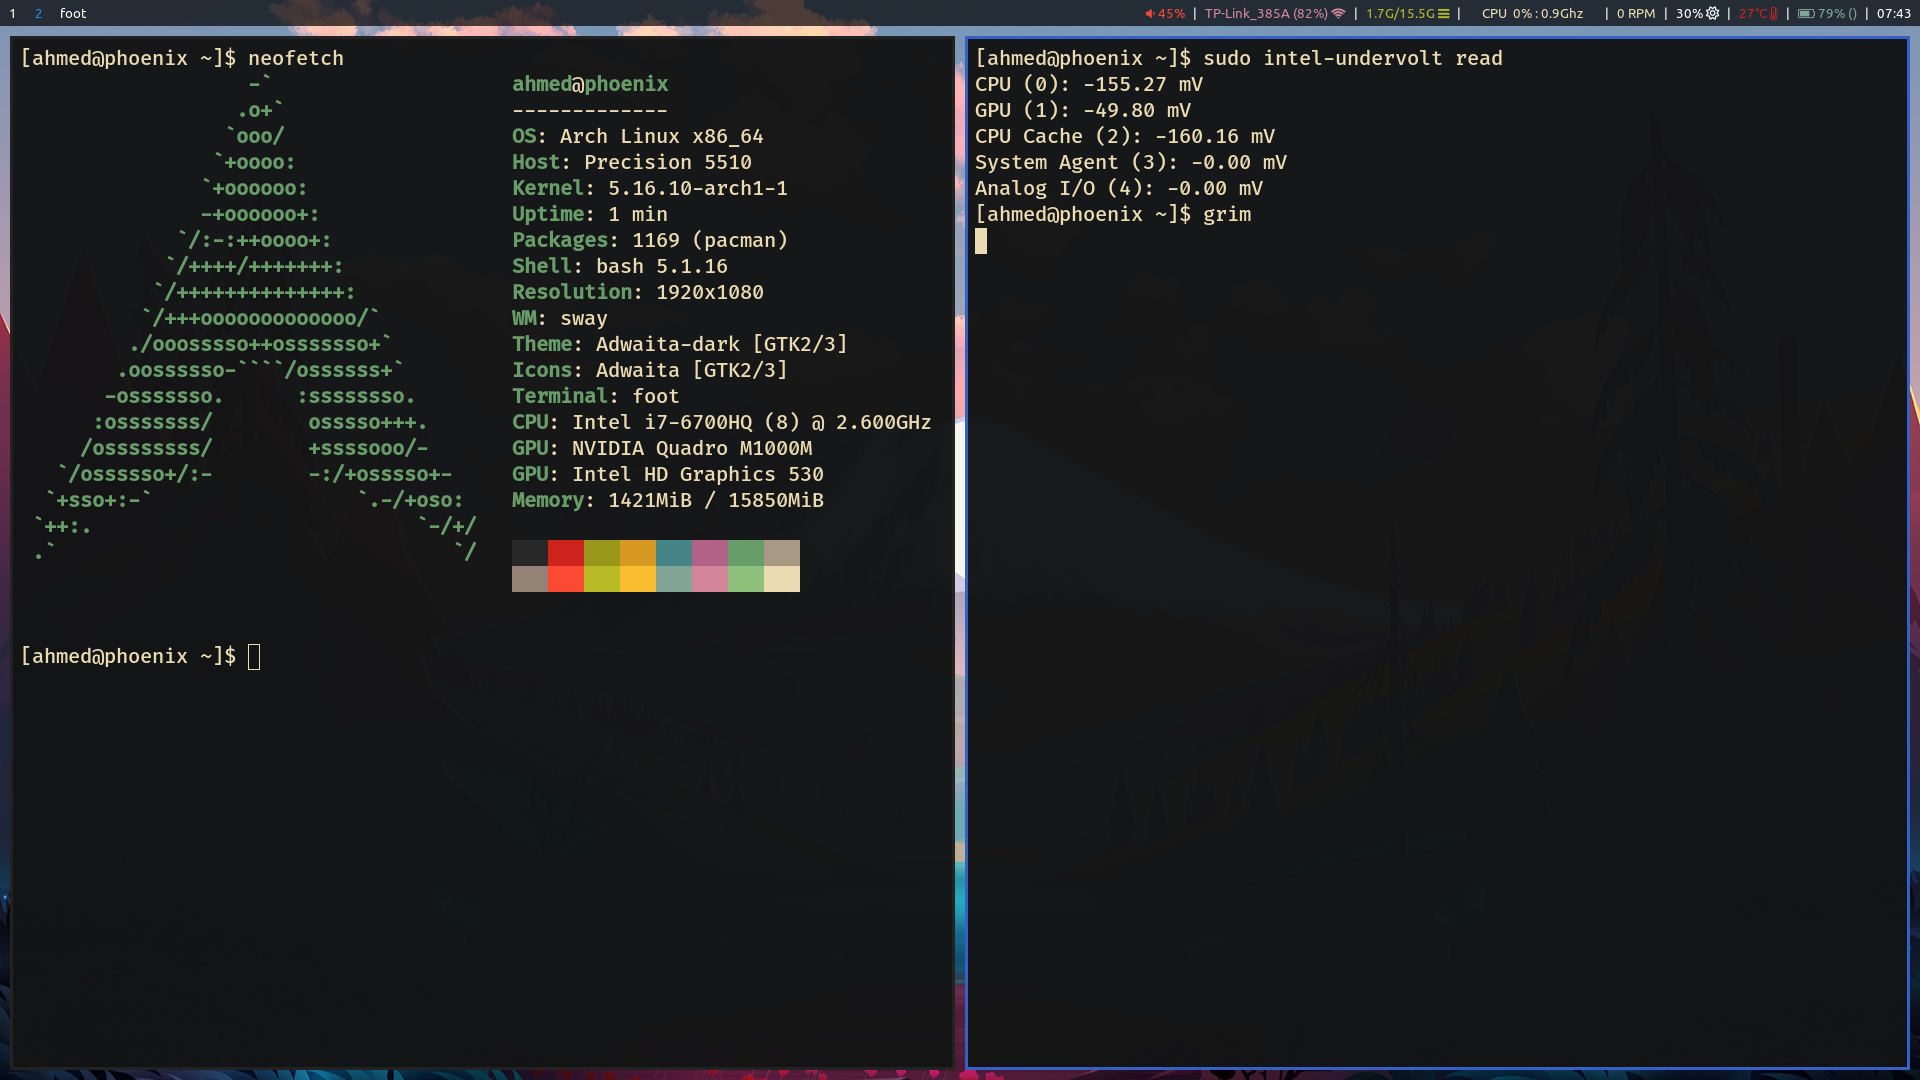 1 2 foot 45% | TP-Link_385A (82%) | 1.7G/15.5G | CPU 0% : 0.9Ghz | 0 RPM | 30% | 27°C | 79% () | 07:43
[ahmed@phoenix ~]$ neofetch
-`
.o+`
`ooo/
`+oooo:
`+oooooo:
-+oooooo+:
`/:-:++oooo+:
`/++++/+++++++:
`/++++++++++++++:
`/+++ooooooooooooo/`
./ooosssso++osssssso+`
.oossssso-````/ossssss+`
-osssssso. :ssssssso.
:osssssss/ osssso+++.
/ossssssss/ +ssssooo/-
`/ossssso+/:- -:/+osssso+-
`+sso+:-` `.-/+oso:
`++:. `-/+/
.` `/
ahmed@phoenix
-------------
OS: Arch Linux x86_64
Host: Precision 5510
Kernel: 5.16.10-arch1-1
Uptime: 1 min
Packages: 1169 (pacman)
Shell: bash 5.1.16
Resolution: 1920x1080
WM: sway
Theme: Adwaita-dark [GTK2/3]
Icons: Adwaita [GTK2/3]
Terminal: foot
CPU: Intel i7-6700HQ (8) @ 2.600GHz
GPU: NVIDIA Quadro M1000M
GPU: Intel HD Graphics 530
Memory: 1421MiB / 15850MiB
[ahmed@phoenix ~]$
[ahmed@phoenix ~]$ sudo intel-undervolt read
CPU (0): -155.27 mV
GPU (1): -49.80 mV
CPU Cache (2): -160.16 mV
System Agent (3): -0.00 mV
Analog I/O (4): -0.00 mV
[ahmed@phoenix ~]$ grim